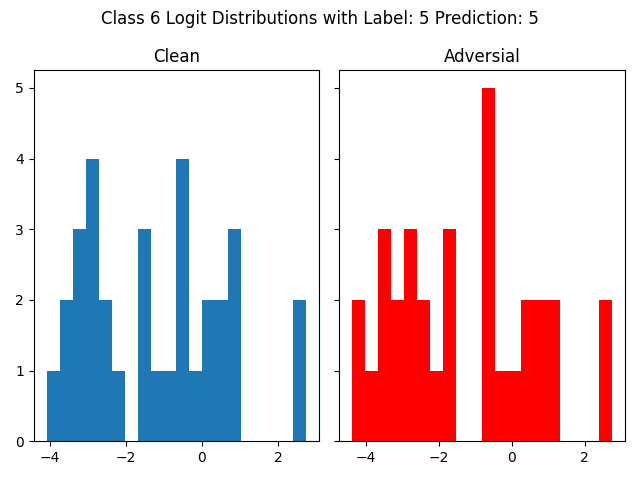 Class 6 Logit Distributions with Label: 5 Prediction: 5
Clean
Adversial
5
4
3
2
1
0
−4 −2 0 2
−4 −2 0 2